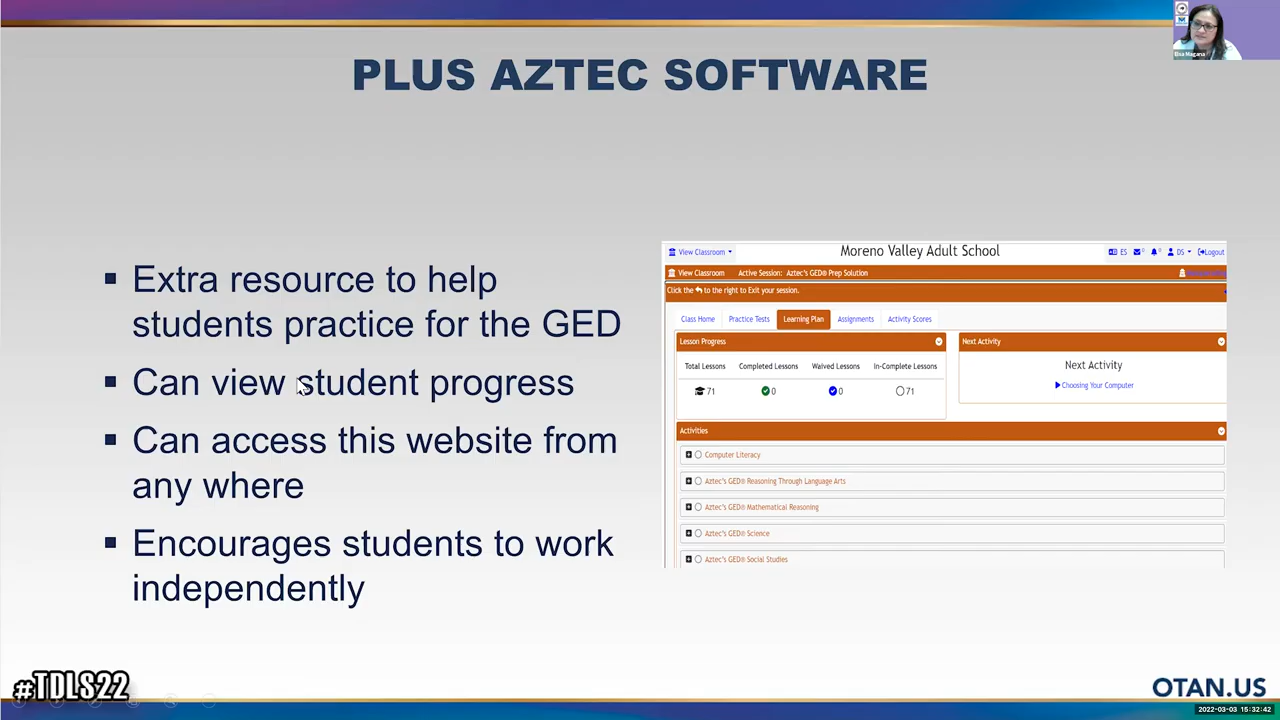 PLUS AZTEC SOFTWARE
Elsa Magana
Extra resource to help
students practice for the GED
Can view student progress
Can access this website from
any where
Encourages students to work
independently
View Classroom
Moreno Valley Adult School
ES
DS
Logout
View Classroom
Active Session: Aztec's GED® Prep Solution
Click the to the right to Exit your session.
Class Home
Practice Tests
Learning Plan
Assignments
Activity Scores
Lesson Progress
Total Lessons
Completed Lessons
Waived Lessons
In-Complete Lessons
71
0
0
71
Next Activity
Next Activity
Choosing Your Computer
Activities
Computer Literacy
Aztec's GED® Reasoning Through Language Arts
Aztec's GED® Mathematical Reasoning
Aztec's GED® Science
Aztec's GED® Social Studies
#TDLS22
OTAN.US
2022-03-03 15:32:42